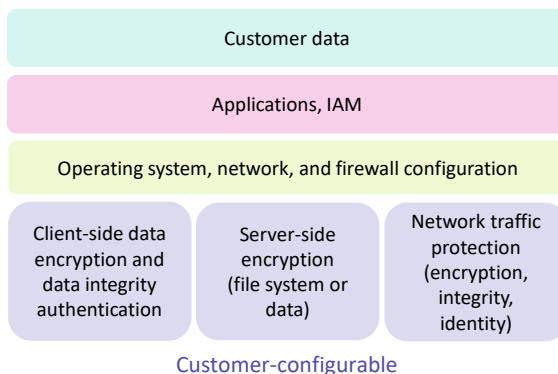 Customer data
Applications, IAM
Operating system, network, and firewall configuration
Client-side data
encryption and
data integrity
authentication
Server-side
encryption
(file system or
data)
Network traffic
protection
(encryption,
integrity,
identity)
Customer-configurable